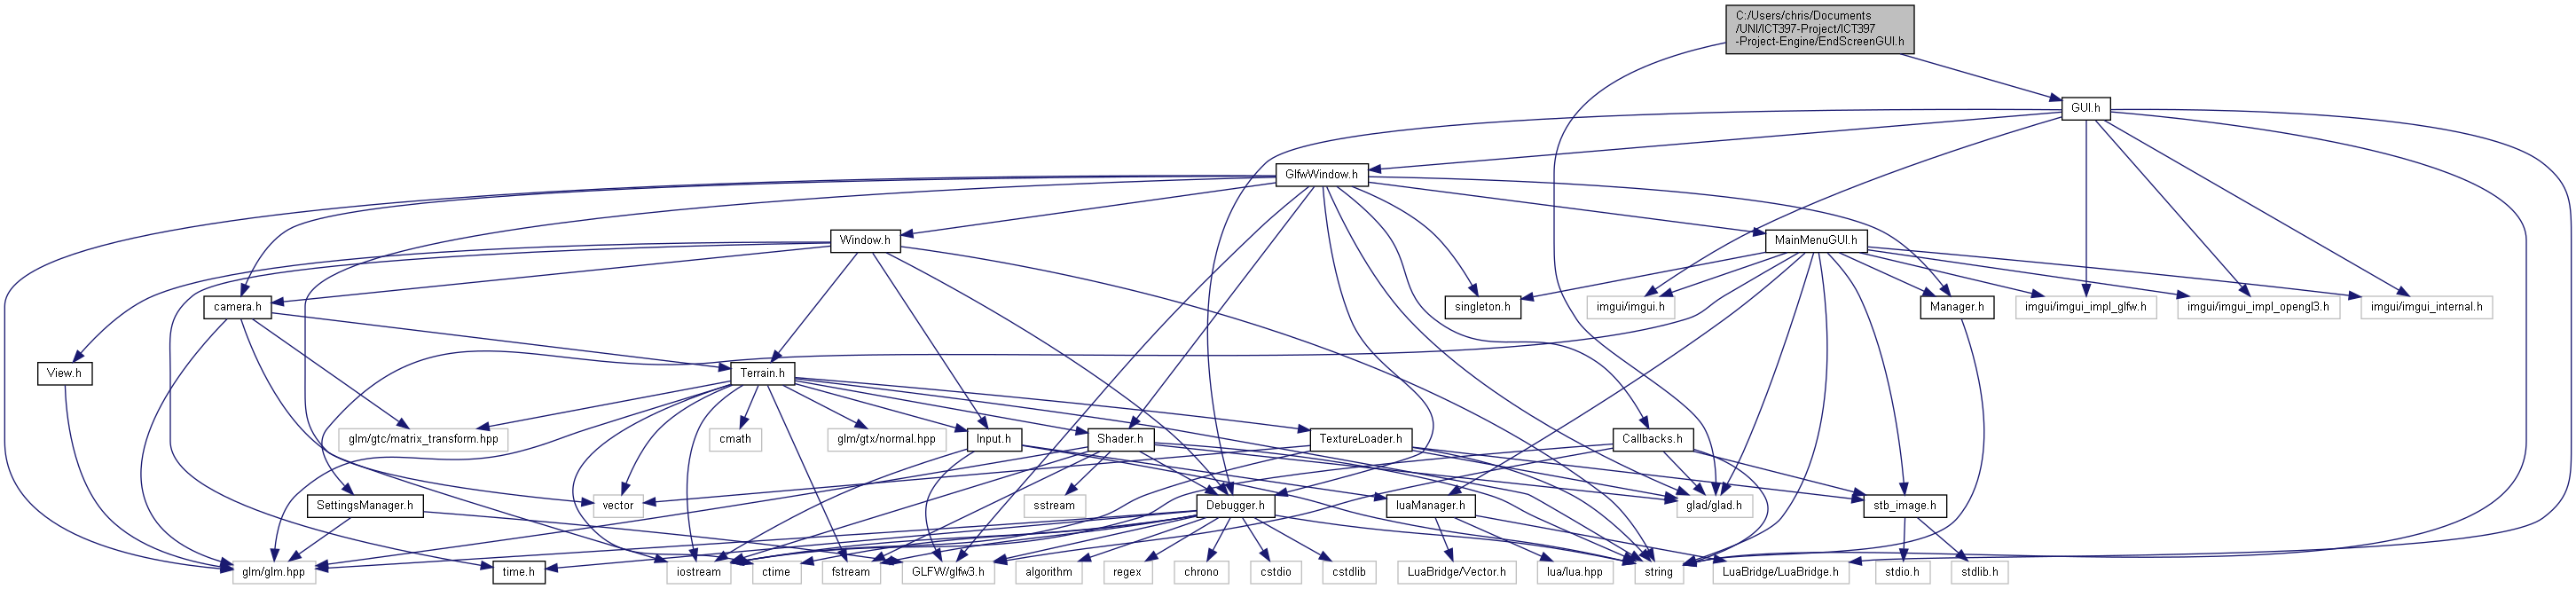 C:/Users/chris/Documents
/UNI/ICT397-Project/ICT397
-Project-Engine/EndScreenGUI.h
GUI.h
GlfwWindow.h
Window.h
MainMenuGUI.h
camera.h
singleton.h
imgui/imgui.h
Manager.h
imgui/imgui_impl_glfw.h
imgui/imgui_impl_opengl3.h
imgui/imgui_internal.h
View.h
Terrain.h
glm/gtc/matrix_transform.hpp
cmath
glm/gtx/normal.hpp
Input.h
Shader.h
TextureLoader.h
Callbacks.h
SettingsManager.h
vector
sstream
Debugger.h
luaManager.h
glad/glad.h
stb_image.h
glm/glm.hpp
time.h
iostream
ctime
fstream
GLFW/glfw3.h
algorithm
regex
chrono
cstdio
cstdlib
LuaBridge/Vector.h
lua/lua.hpp
string
LuaBridge/LuaBridge.h
stdio.h
stdlib.h